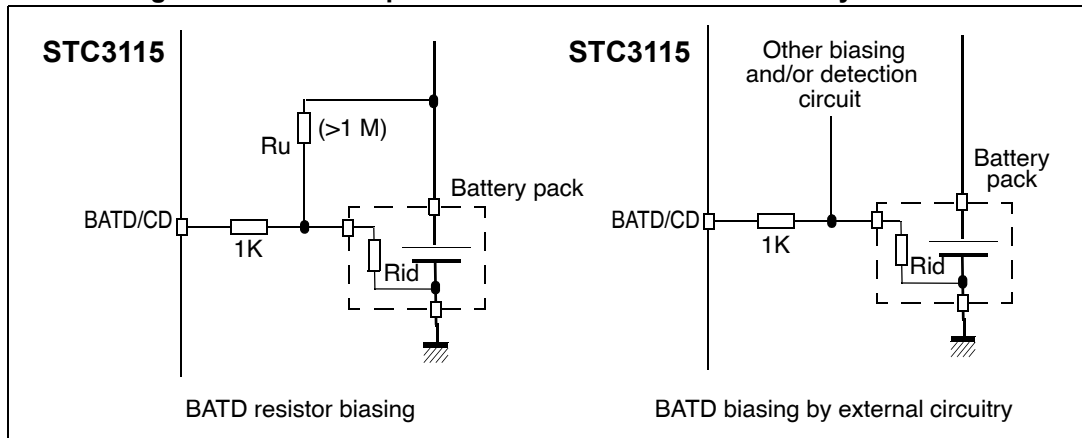 STC3115
Ru
(>1 M)
BATD/CD
1K
Battery pack
Rid
BATD resistor biasing
STC3115
Other biasing
and/or detection
circuit
BATD/CD
1K
Battery
pack
Rid
BATD biasing by external circuitry